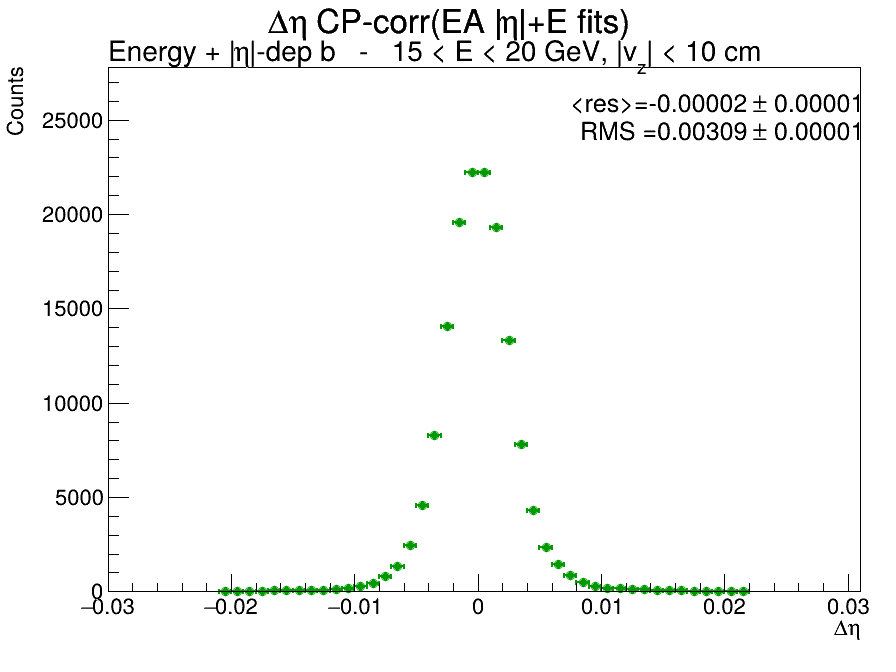 Δη CP-corr(EA |η|+E fits)
Energy + |η|-dep b - 15 < E < 20 GeV, |v_z| < 10 cm
<res>=-0.00002 ± 0.00001
RMS =0.00309 ± 0.00001
Counts
25000
20000
15000
10000
5000
0
−0.03 −0.02 −0.01 0 0.01 0.02 0.03
Δη